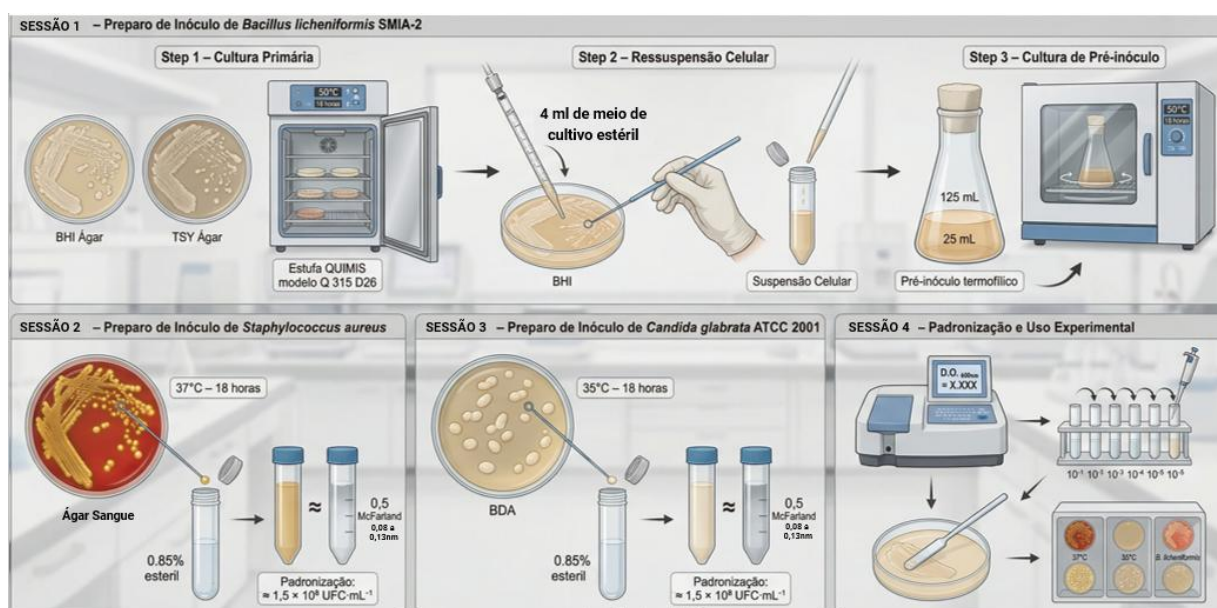 SESSÃO 1 – Preparo de Inóculo de Bacillus licheniformis SMIA-2
Step 1 – Cultura Primária
50°C
18 horas
BHI Ágar
TSY Ágar
Estufa QUIMIS
modelo Q 315 D26
Step 2 – Ressuspensão Celular
4 ml de meio de
cultivo estéril
BHI
Suspensão Celular
Step 3 – Cultura de Pré-inóculo
125 mL
25 mL
Pré-inóculo termofílico
50°C
18 horas
SESSÃO 2 – Preparo de Inóculo de Staphylococcus aureus
37°C – 18 horas
Ágar Sangue
0.85%
esteril
≈
0,5
McFarland
0,08 a
0,13nm
Padronização:
≈ 1,5 × 10⁸ UFC·mL⁻¹
SESSÃO 3 – Preparo de Inóculo de Candida glabrata ATCC 2001
35°C – 18 horas
BDA
0.85%
esteril
≈
0,5
McFarland
0,08 a
0,13nm
Padronização:
≈ 1,5 × 10⁸ UFC·mL⁻¹
SESSÃO 4 – Padronização e Uso Experimental
D.O. 600nm
= X.XXX
10⁻¹ 10⁻² 10⁻³ 10⁻⁴ 10⁻⁵ 10⁻⁵
37°C
B. licheniformis